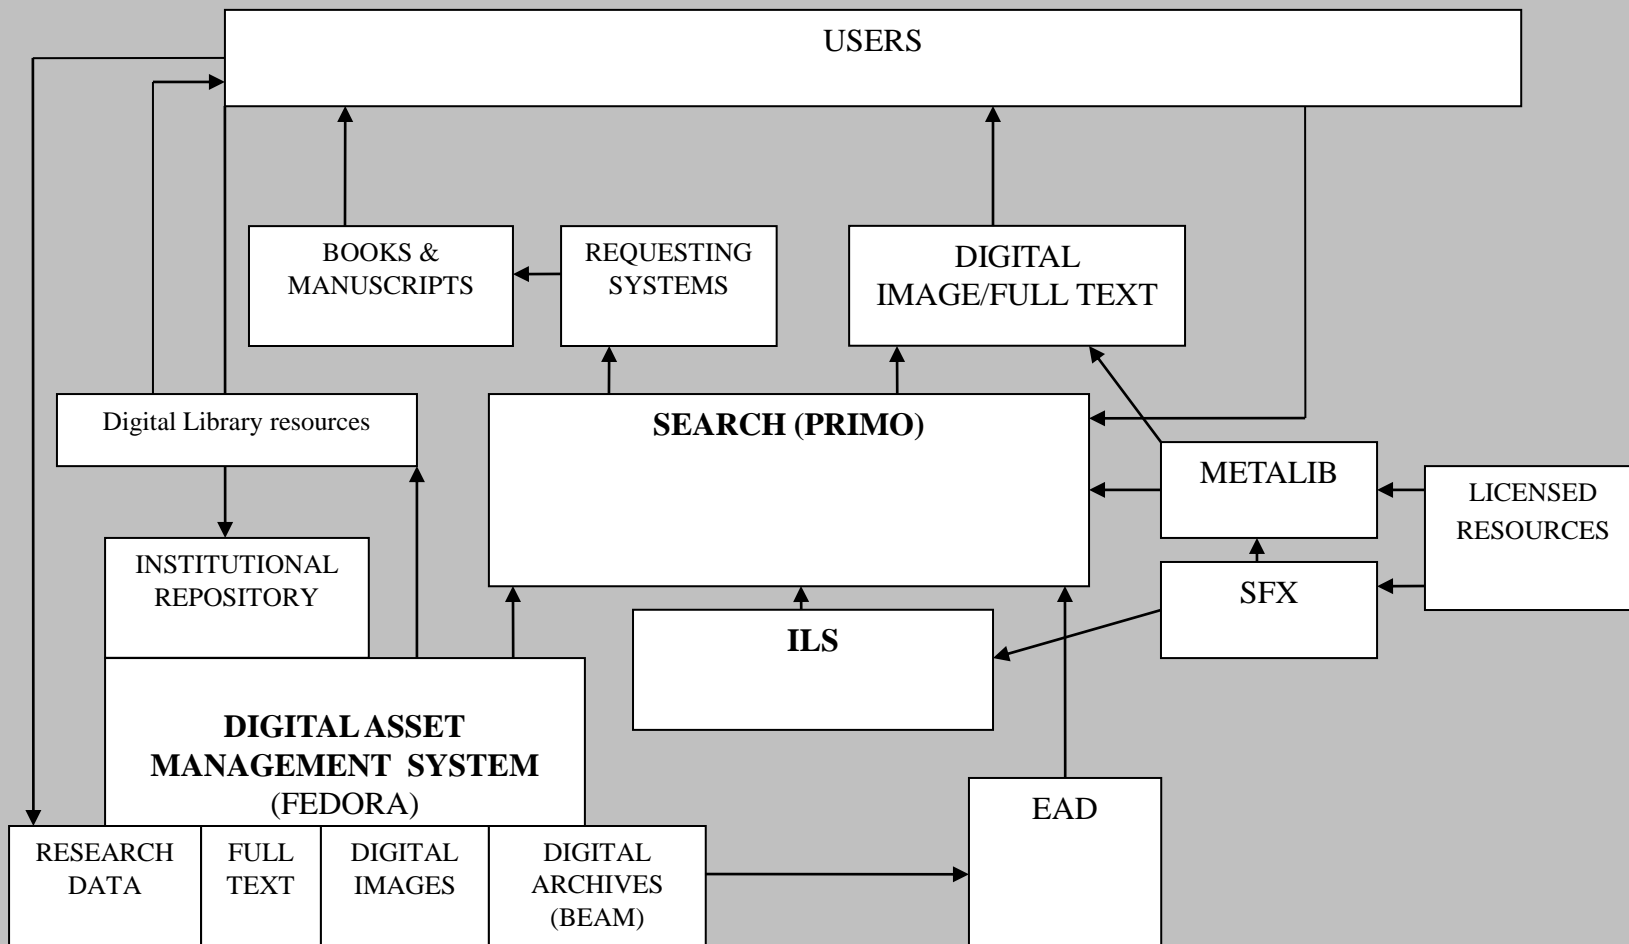 USERS
BOOKS &
MANUSCRIPTS
REQUESTING
SYSTEMS
DIGITAL
IMAGE/FULL TEXT
Digital Library resources
SEARCH (PRIMO)
METALIB
LICENSED
RESOURCES
INSTITUTIONAL
REPOSITORY
SFX
ILS
DIGITAL ASSET
MANAGEMENT SYSTEM
(FEDORA)
EAD
RESEARCH
DATA
FULL
TEXT
DIGITAL
IMAGES
DIGITAL
ARCHIVES
(BEAM)